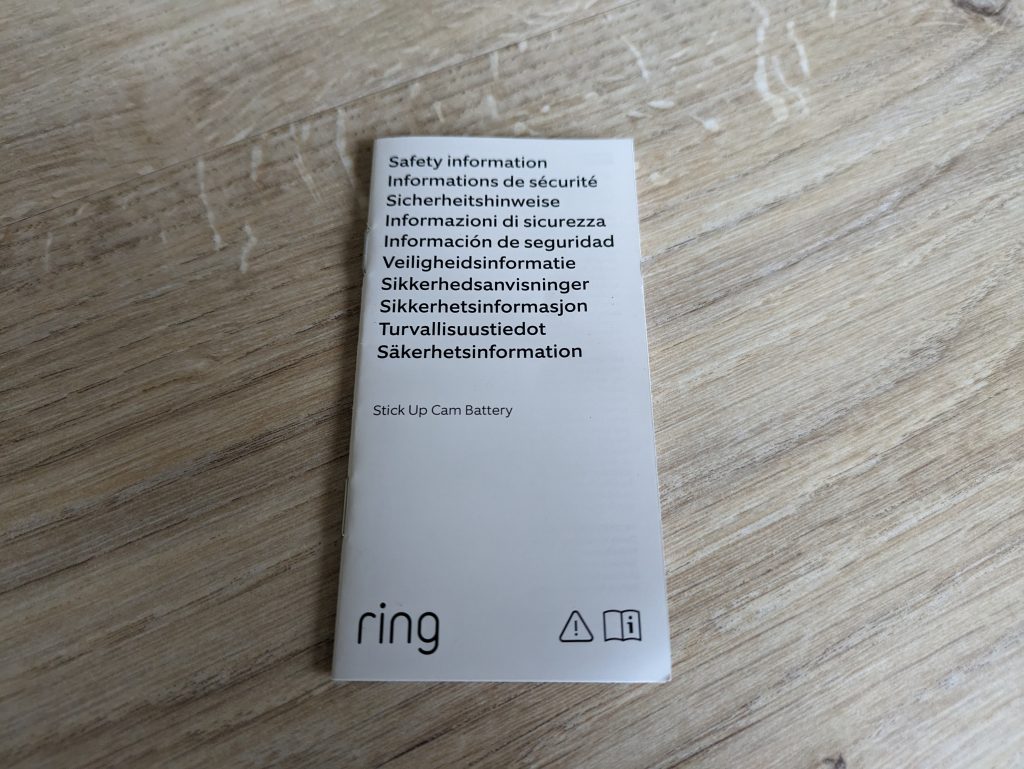 Safety information
Informations de sécurité
Sicherheitshinweise
Informazioni di sicurezza
Información de seguridad
Veiligheidsinformatie
Sikkerhedsanvisninger
Sikkerhetsinformasjon
Turvallisuustiedot
Säkerhetsinformation
Stick Up Cam Battery
ring